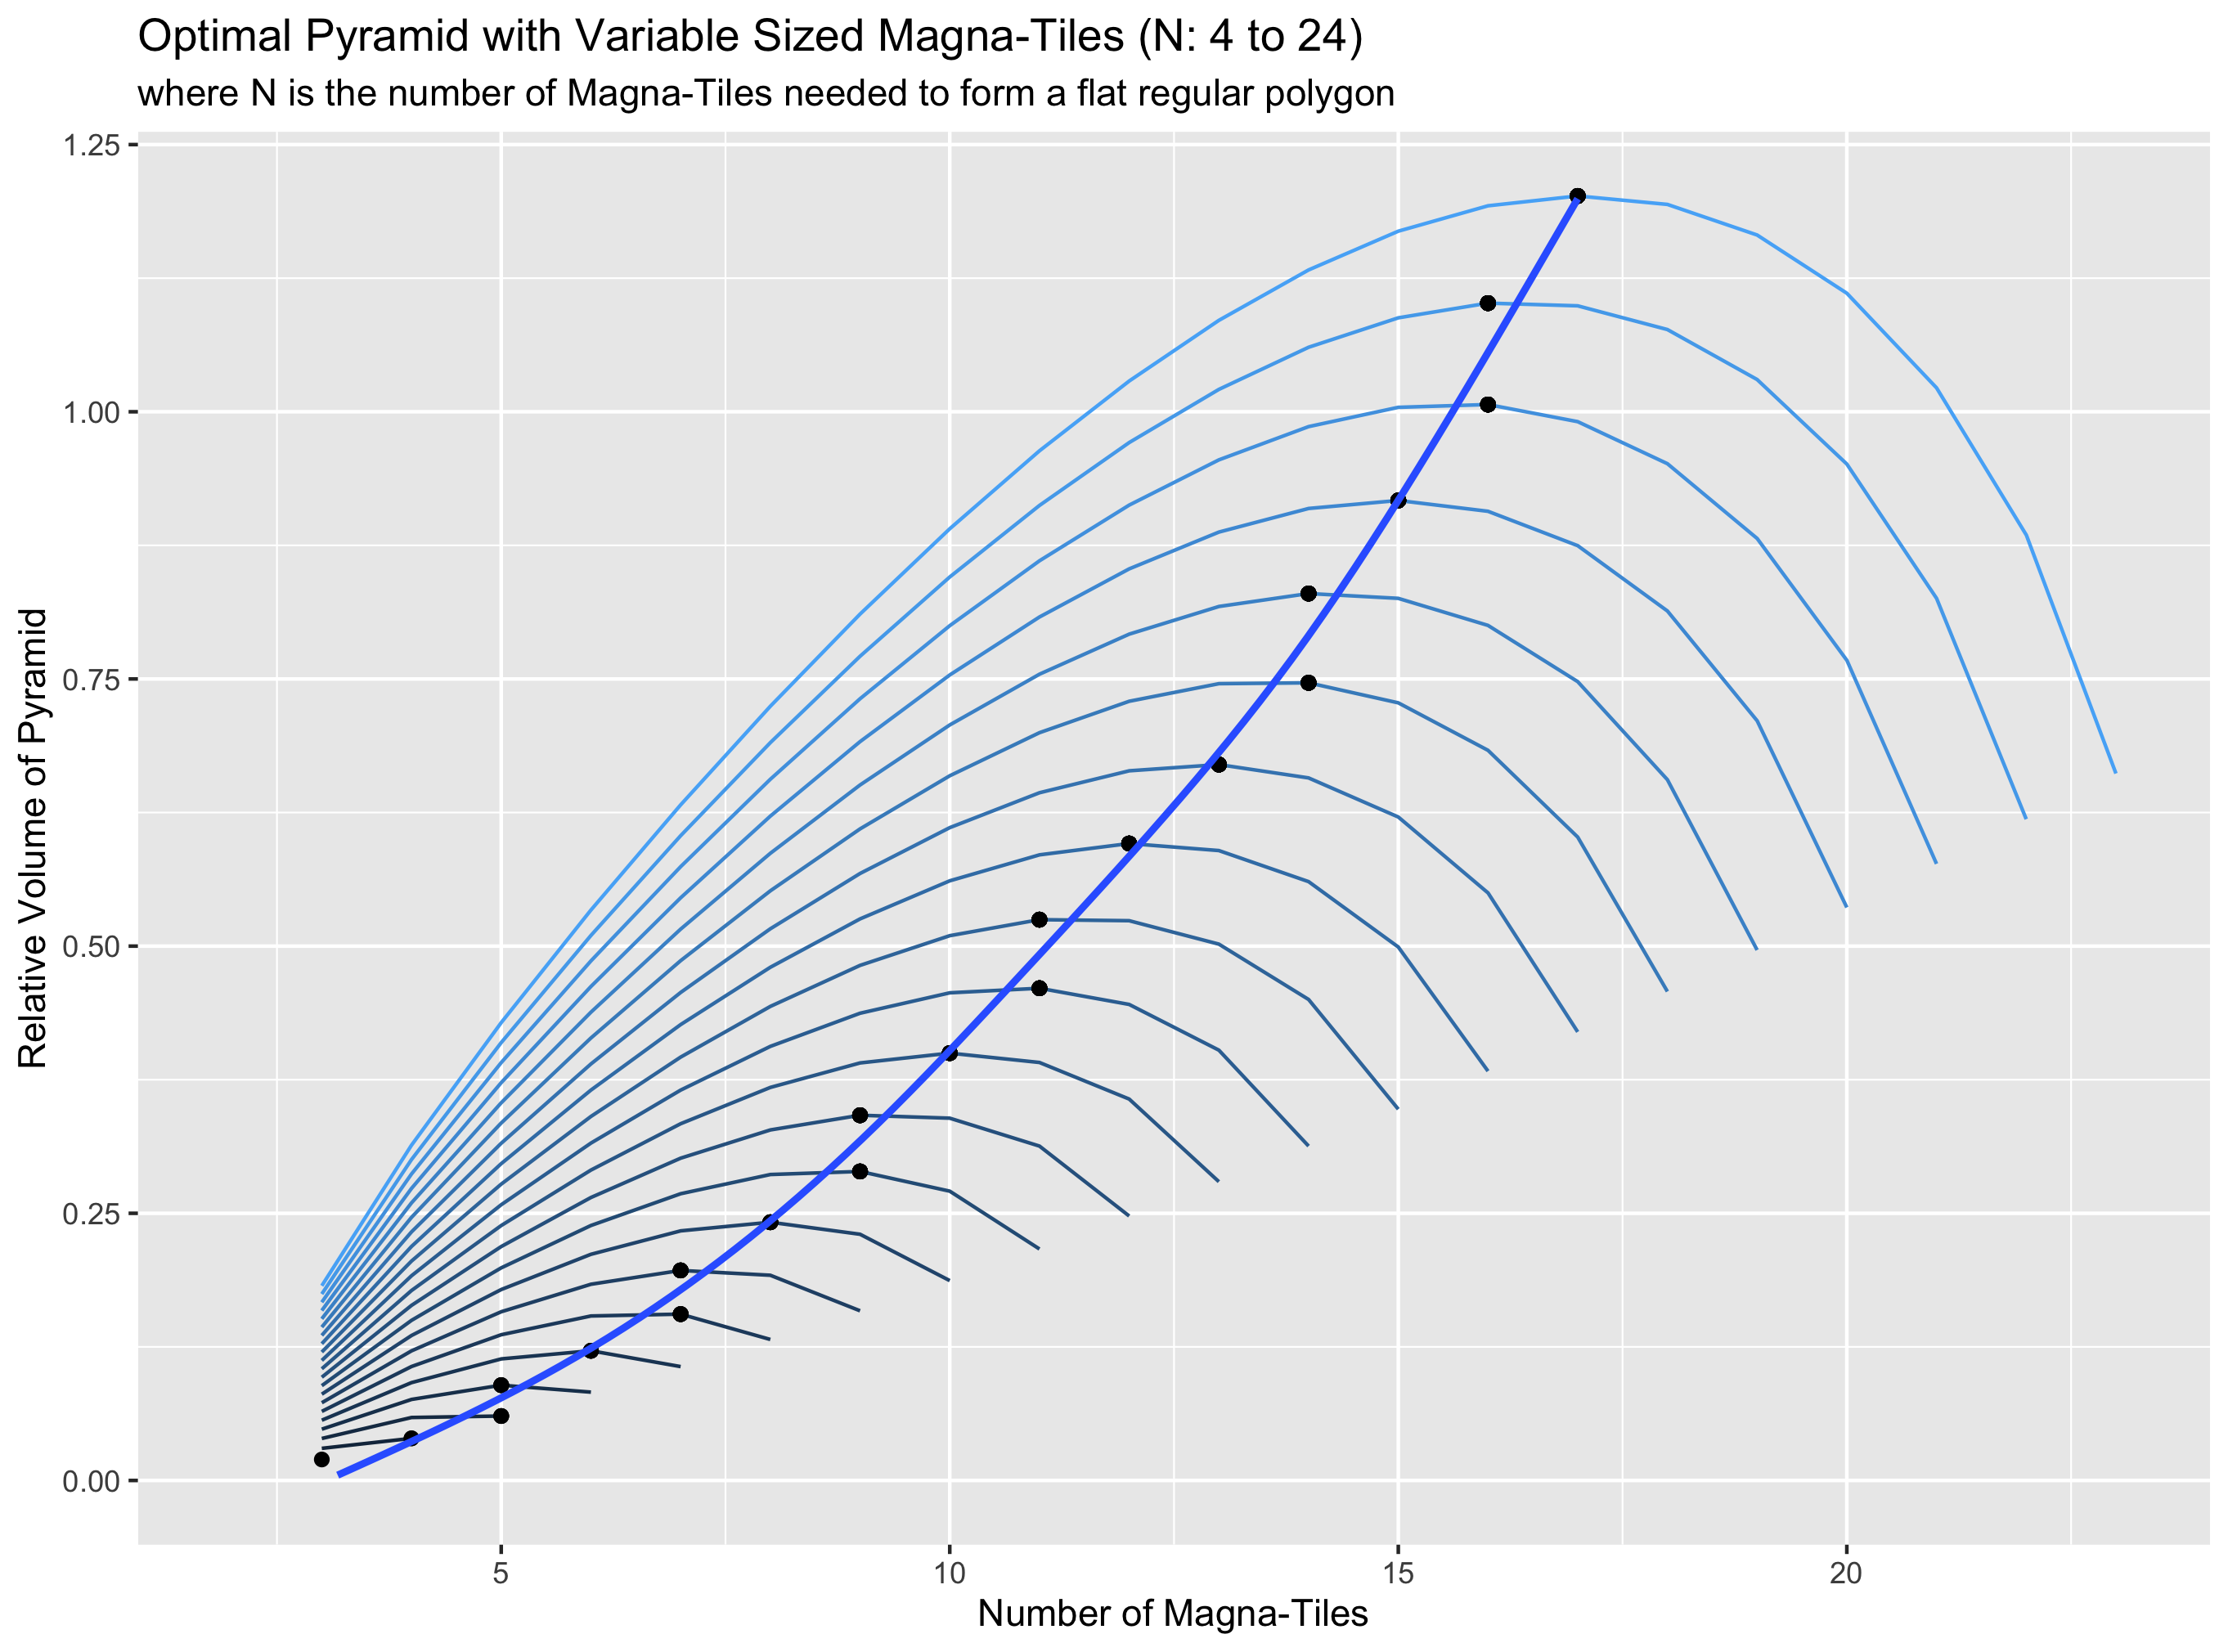 Optimal Pyramid with Variable Sized Magna-Tiles (N: 4 to 24)
where N is the number of Magna-Tiles needed to form a flat regular polygon
1.25
1.00
0.75
0.50
0.25
0.00
Relative Volume of Pyramid
5 10 15 20
Number of Magna-Tiles